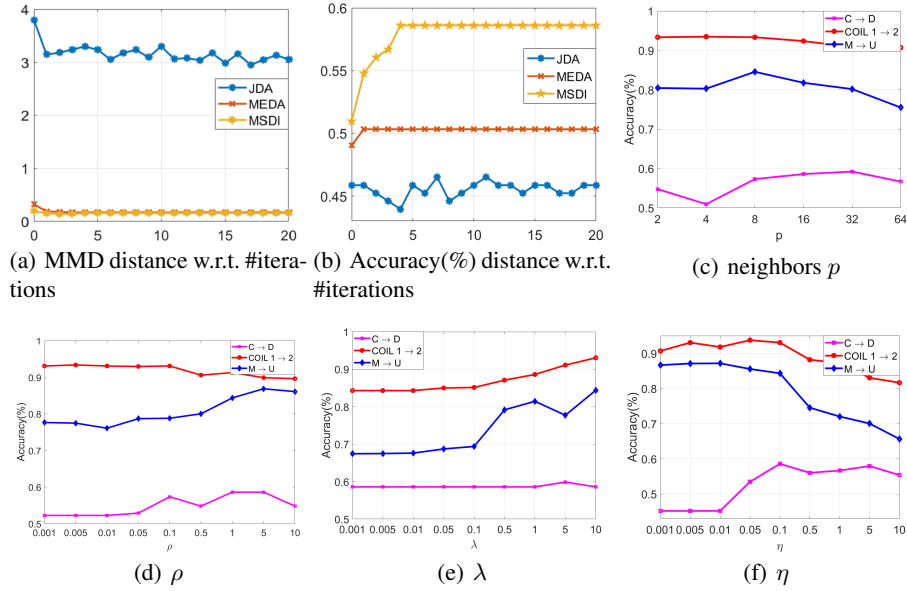 4
3
2
1
0
0 5 10 15 20
JDA
MEDA
MSDI
(a) MMD distance w.r.t. #itera-
tions
0.6
0.55
0.5
0.45
0 5 10 15 20
JDA
MEDA
MSDI
(b) Accuracy(%) distance w.r.t.
#iterations
1
0.9
0.8
0.7
0.6
0.5
Accuracy(%)
C → D
COIL 1 → 2
M → U
2 4 8 16 32 64
p
(c) neighbors p
1
0.9
0.8
0.7
0.6
0.5
Accuracy(%)
C → D
COIL 1 → 2
M → U
0.001 0.005 0.01 0.05 0.1 0.5 1 5 10
ρ
(d) ρ
1
0.9
0.8
0.7
0.6
0.5
Accuracy(%)
C → D
COIL 1 → 2
M → U
0.001 0.005 0.01 0.05 0.1 0.5 1 5 10
λ
(e) λ
0.9
0.8
0.7
0.6
0.5
Accuracy(%)
C → D
COIL 1 → 2
M → U
0.001 0.005 0.01 0.05 0.1 0.5 1 5 10
η
(f) η